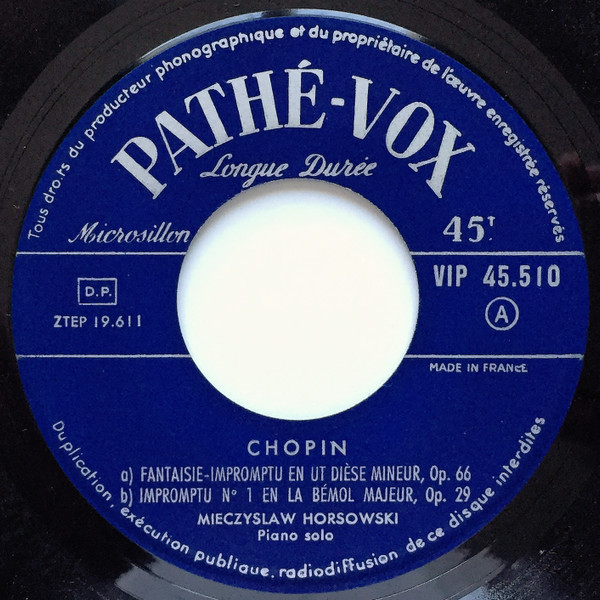 Tous droits du producteur phonographique et du propriétaire de l'œuvre enregistrée réservés
PATHÉ-VOX
Longue Durée
Microsillon
45T.
VIP 45.510
D.P.
A
ZTEP 19.611
MADE IN FRANCE
CHOPIN
a) FANTAISIE-IMPROMPTU EN UT DIÈSE MINEUR, Op. 66
b) IMPROMPTU N° 1 EN LA BÉMOL MAJEUR, Op. 29
MIECZYSLAW HORSOWSKI
Piano solo
Duplication, exécution publique, radiodiffusion de ce disque interdites